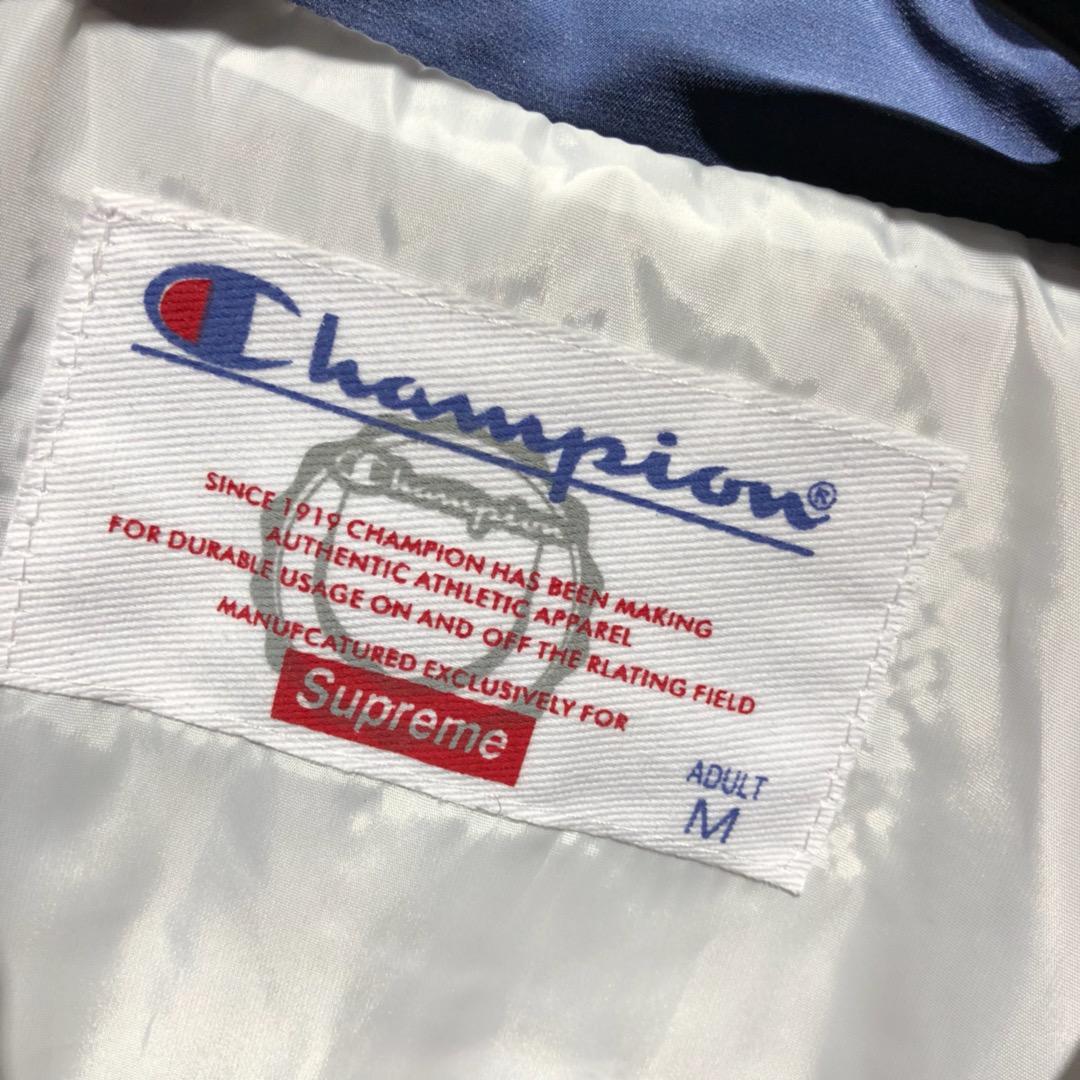 Champion®
Champion
SINCE 1919 CHAMPION HAS BEEN MAKING
AUTHENTIC ATHLETIC APPAREL
FOR DURABLE USAGE ON AND OFF THE RLATING FIELD
MANUFCATURED EXCLUSIVELY FOR
Supreme
ADULT
M